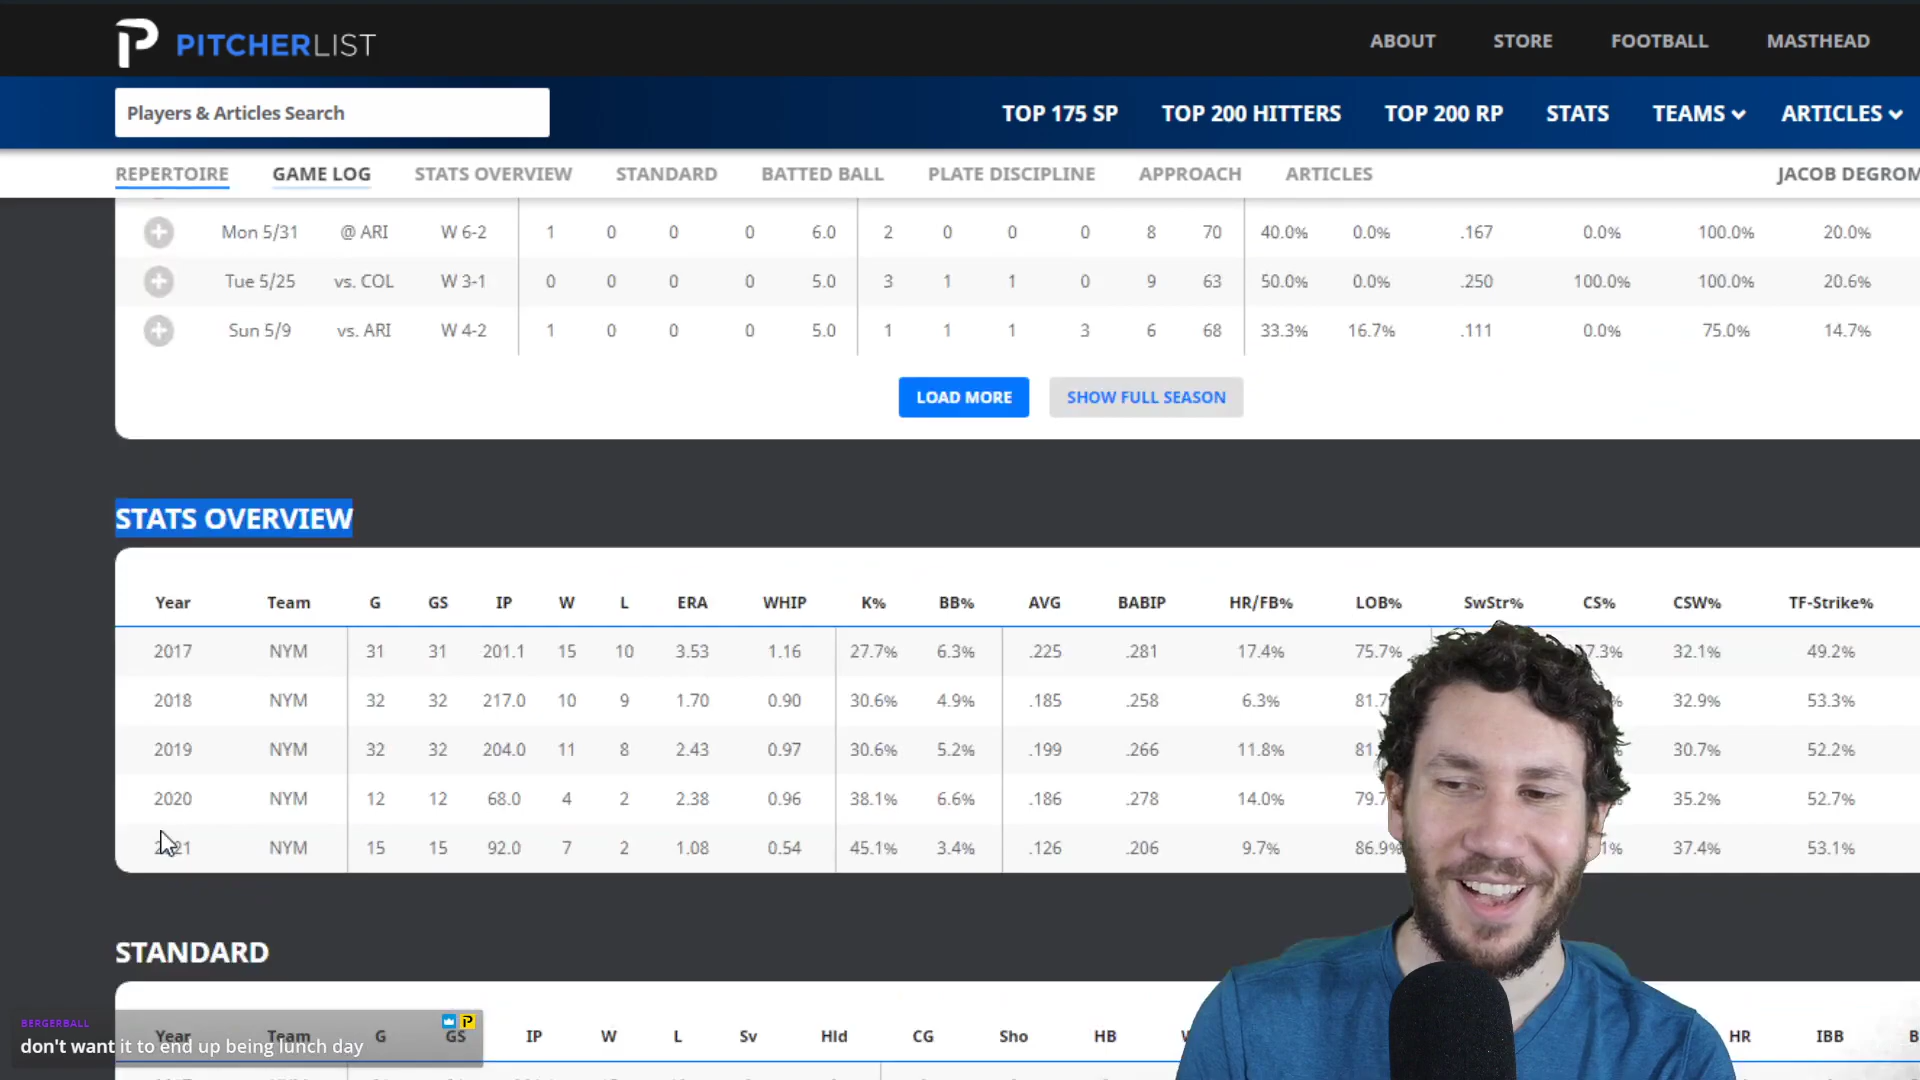 PITCHERLIST
ABOUT STORE FOOTBALL MASTHEAD
Players & Articles Search
TOP 175 SP TOP 200 HITTERS TOP 200 RP STATS TEAMS ARTICLES
REPERTOIRE GAME LOG STATS OVERVIEW STANDARD BATTED BALL PLATE DISCIPLINE APPROACH ARTICLES JACOB DEGROM
Mon 5/31 @ ARI W 6-2 1 0 0 0 6.0 2 0 0 0 8 70 40.0% 0.0% .167 0.0% 100.0% 20.0%
Tue 5/25 vs. COL W 3-1 0 0 0 0 5.0 3 1 1 0 9 63 50.0% 0.0% .250 100.0% 100.0% 20.6%
Sun 5/9 vs. ARI W 4-2 1 0 0 0 5.0 1 1 1 3 6 68 33.3% 16.7% .111 0.0% 75.0% 14.7%
LOAD MORE SHOW FULL SEASON
STATS OVERVIEW
Year Team G GS IP W L ERA WHIP K% BB% AVG BABIP HR/FB% LOB% SwStr% CS% CSW% TF-Strike%
2017 NYM 31 31 201.1 15 10 3.53 1.16 27.7% 6.3% .225 .281 17.4% 75.7% 7.3% 32.1% 49.2%
2018 NYM 32 32 217.0 10 9 1.70 0.90 30.6% 4.9% .185 .258 6.3% 81.7 32.9% 53.3%
2019 NYM 32 32 204.0 11 8 2.43 0.97 30.6% 5.2% .199 .266 11.8% 81. 30.7% 52.2%
2020 NYM 12 12 68.0 4 2 2.38 0.96 38.1% 6.6% .186 .278 14.0% 79.7 35.2% 52.7%
2021 NYM 15 15 92.0 7 2 1.08 0.54 45.1% 3.4% .126 .206 9.7% 86.9% 1% 37.4% 53.1%
STANDARD
Year Team G GS IP W L Sv Hld CG Sho HB HR IBB
BERGERBALL
don't want it to end up being lunch day